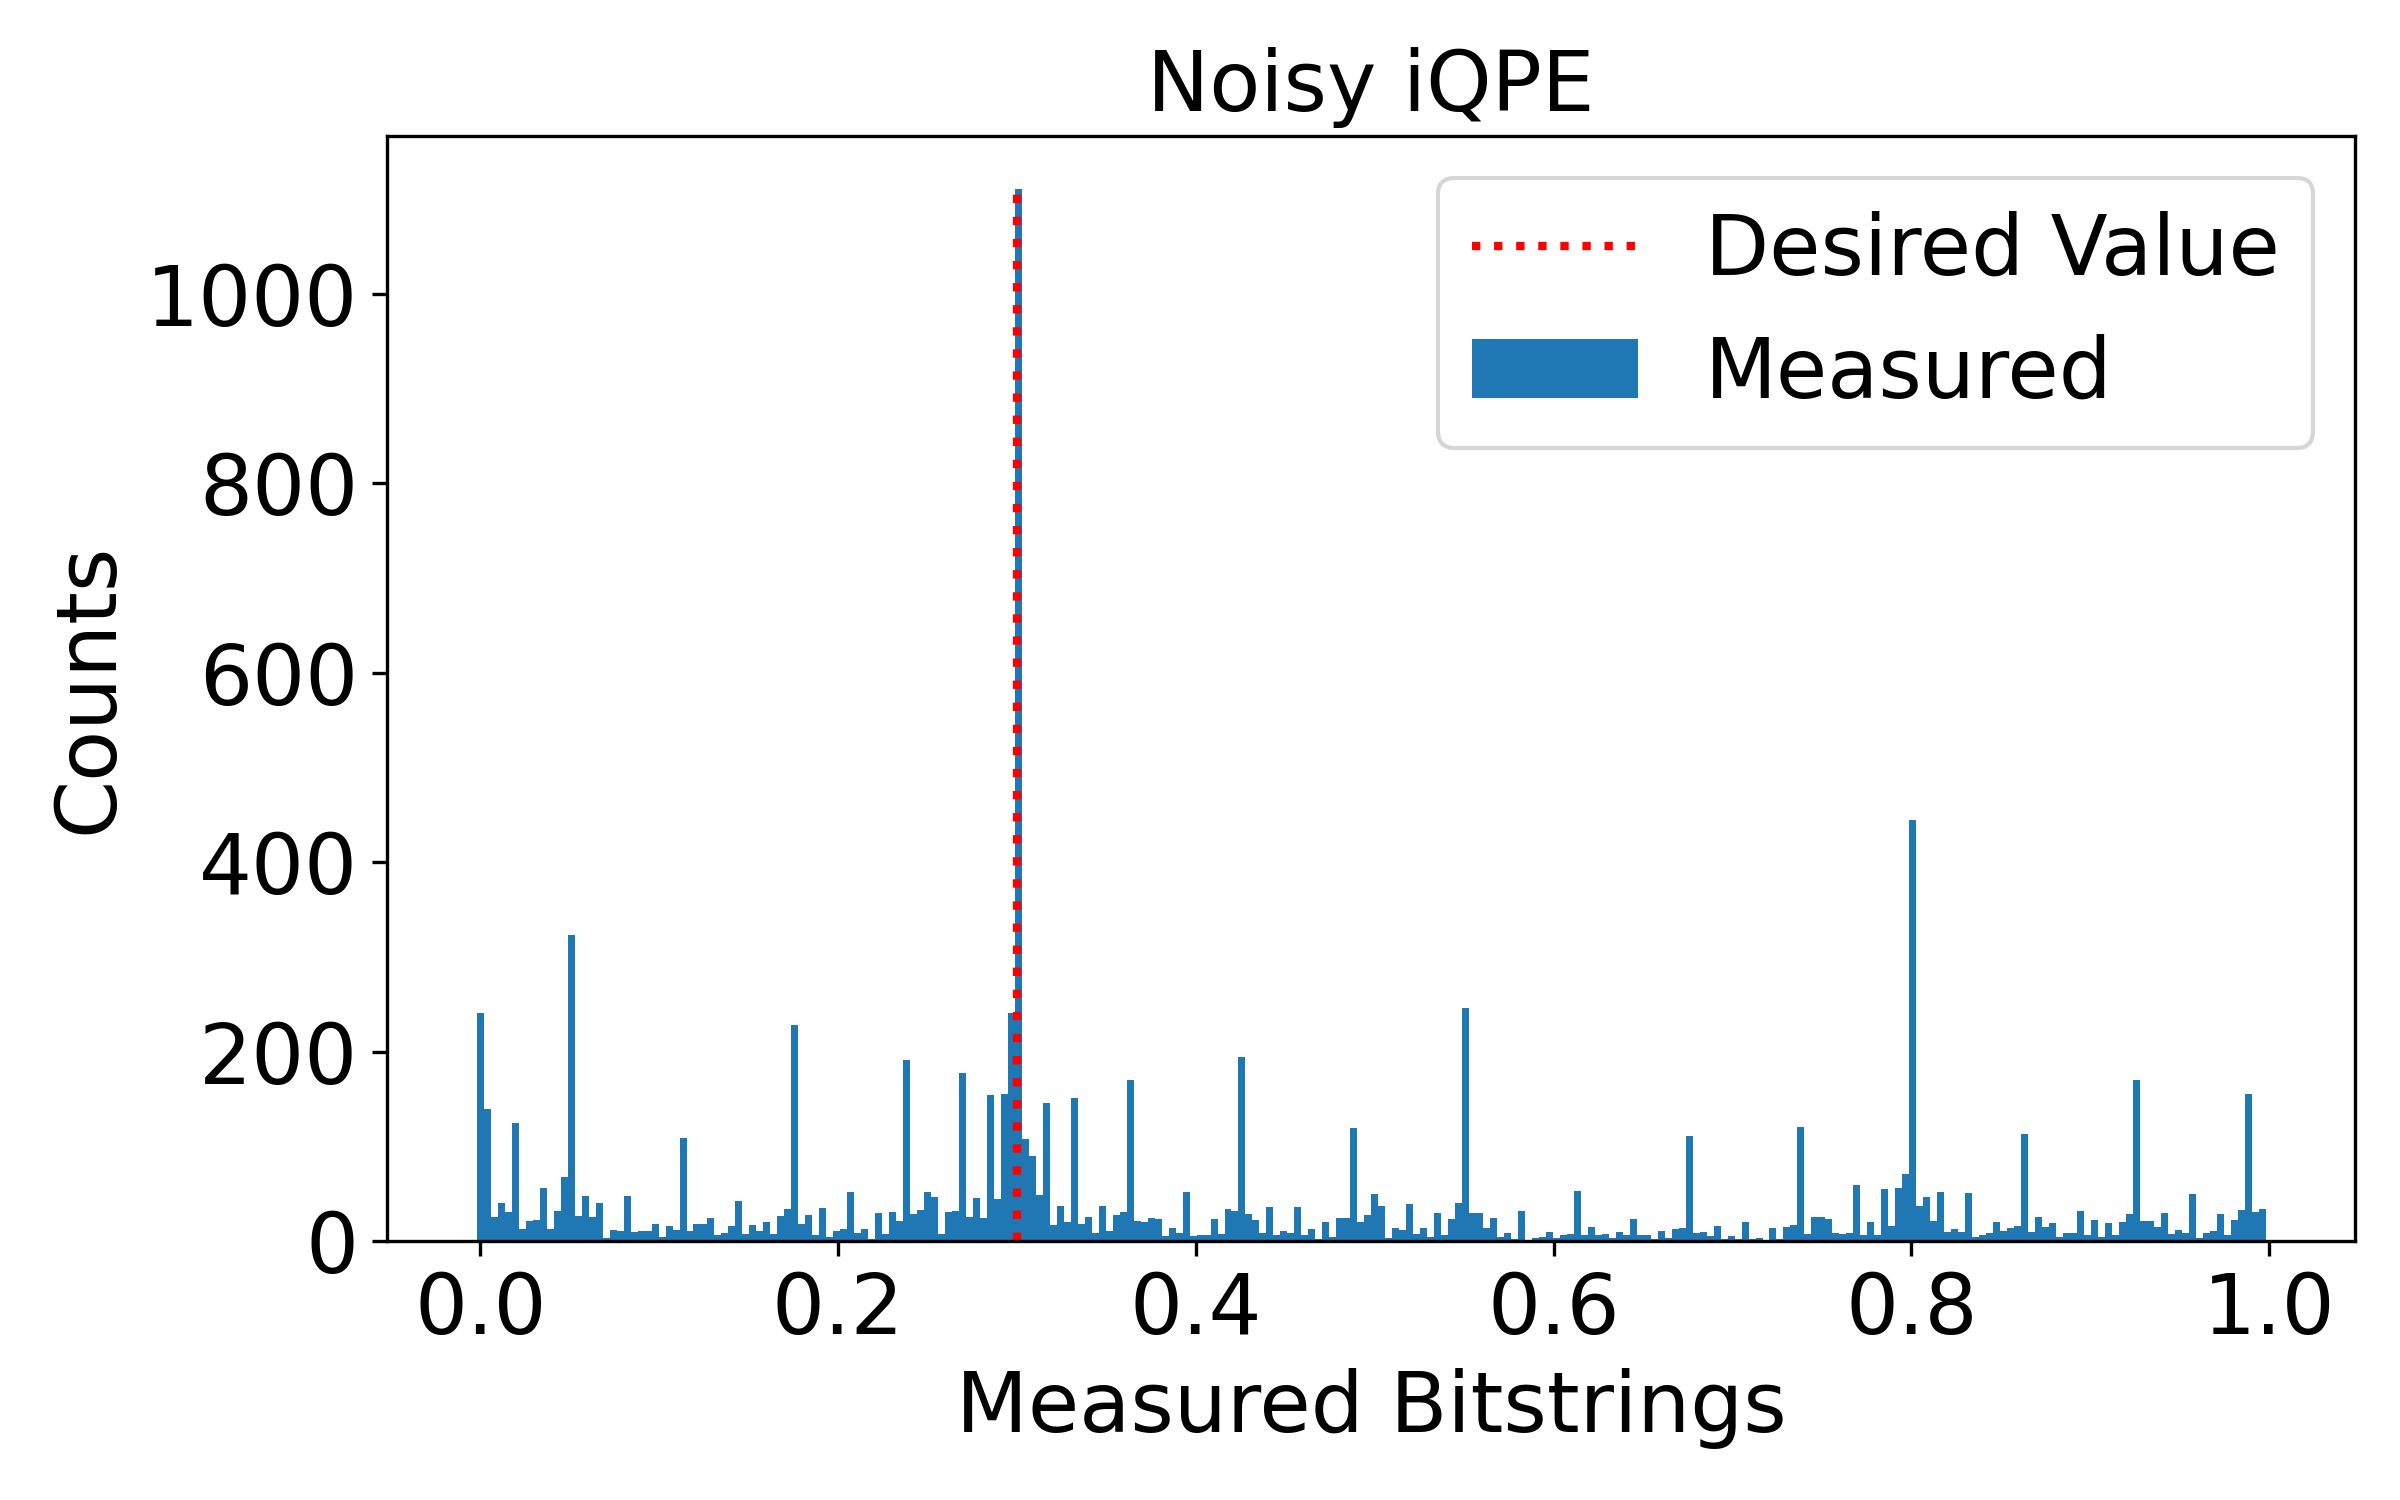 Noisy iQPE
Desired Value
Measured
Counts
1000
800
600
400
200
0
0.0 0.2 0.4 0.6 0.8 1.0
Measured Bitstrings